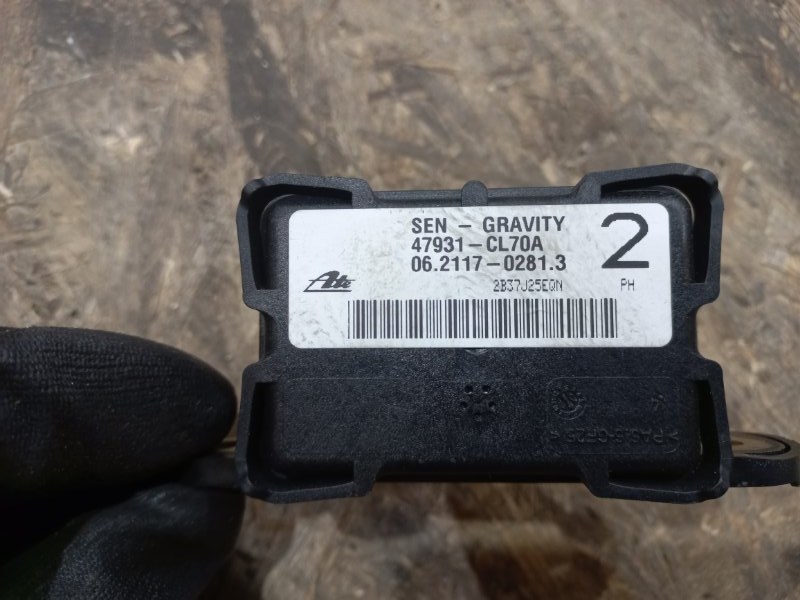 SEN - GRAVITY
47931-CL70A
06.2117-0281.3
2
Ate
2B37J25EQN
PH